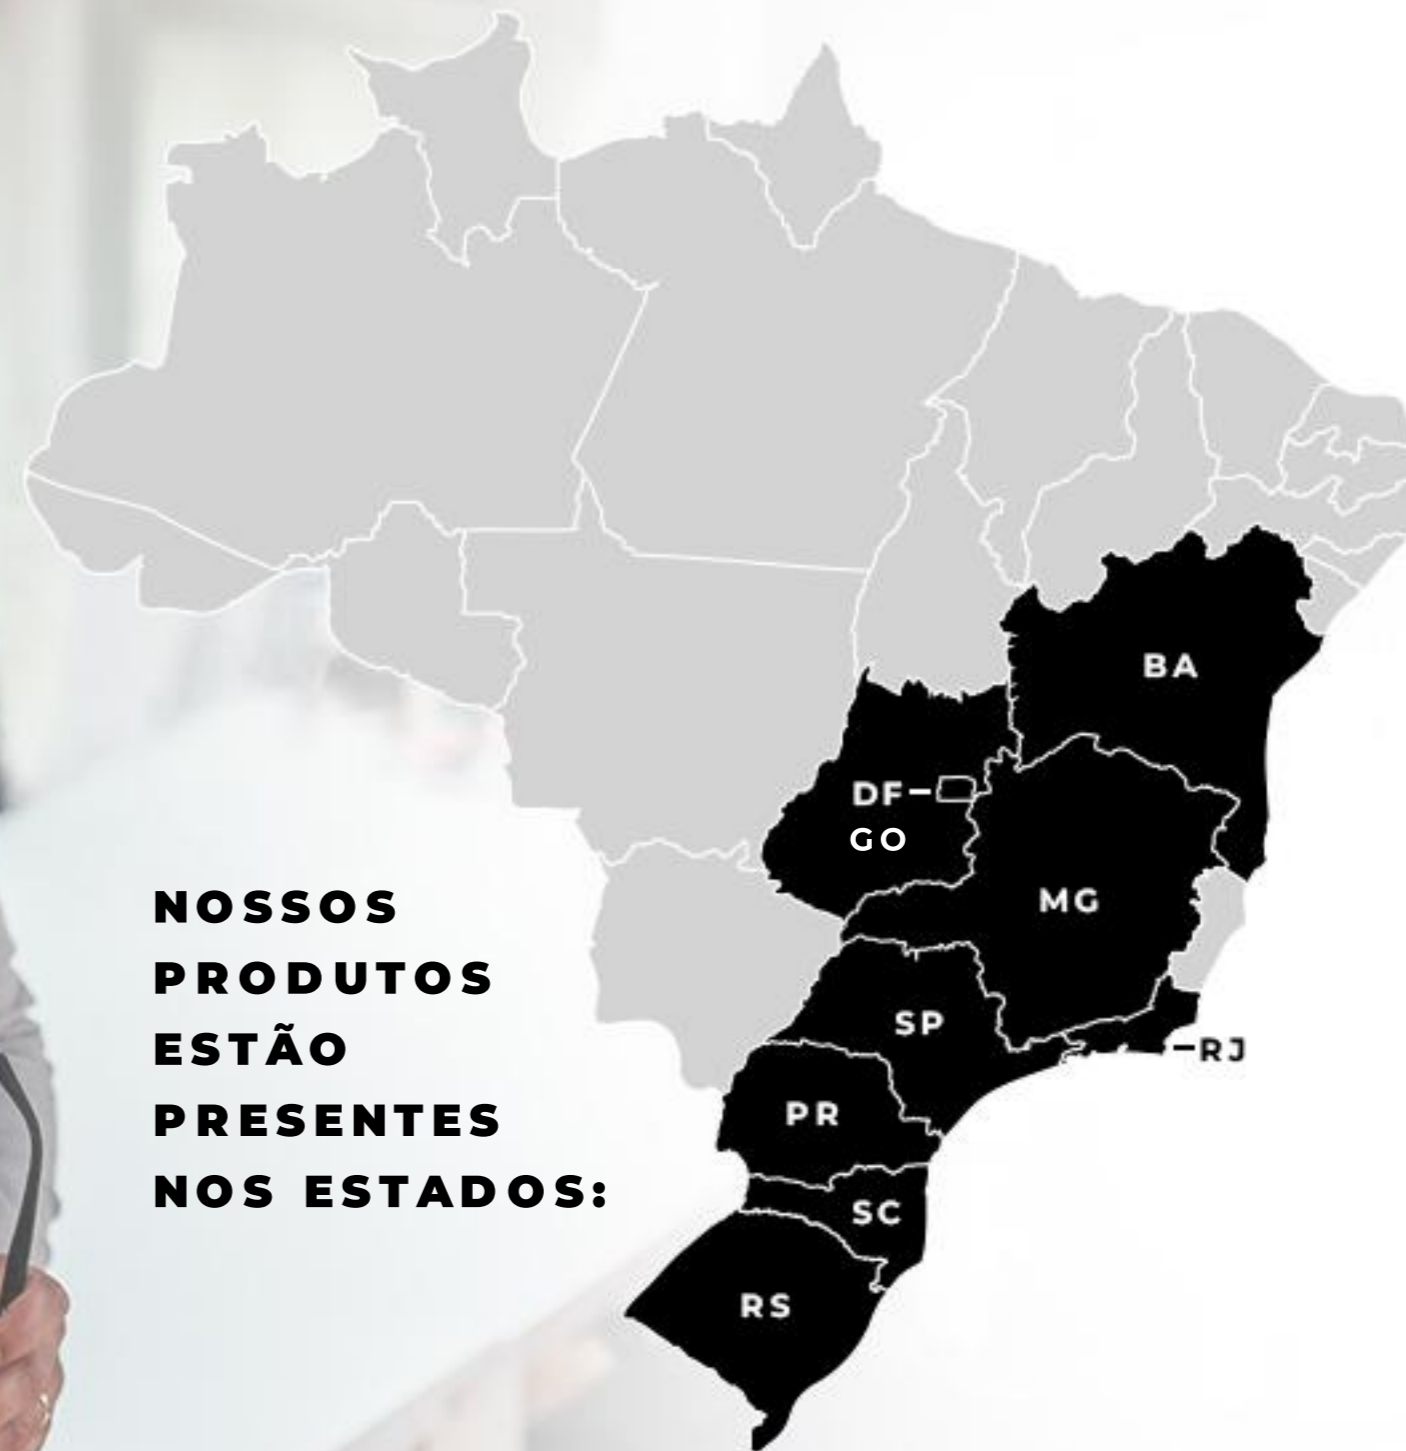 BA
DF
GO
MG
SP
RJ
PR
SC
RS
NOSSOS
PRODUTOS
ESTÃO
PRESENTES
NOS ESTADOS: